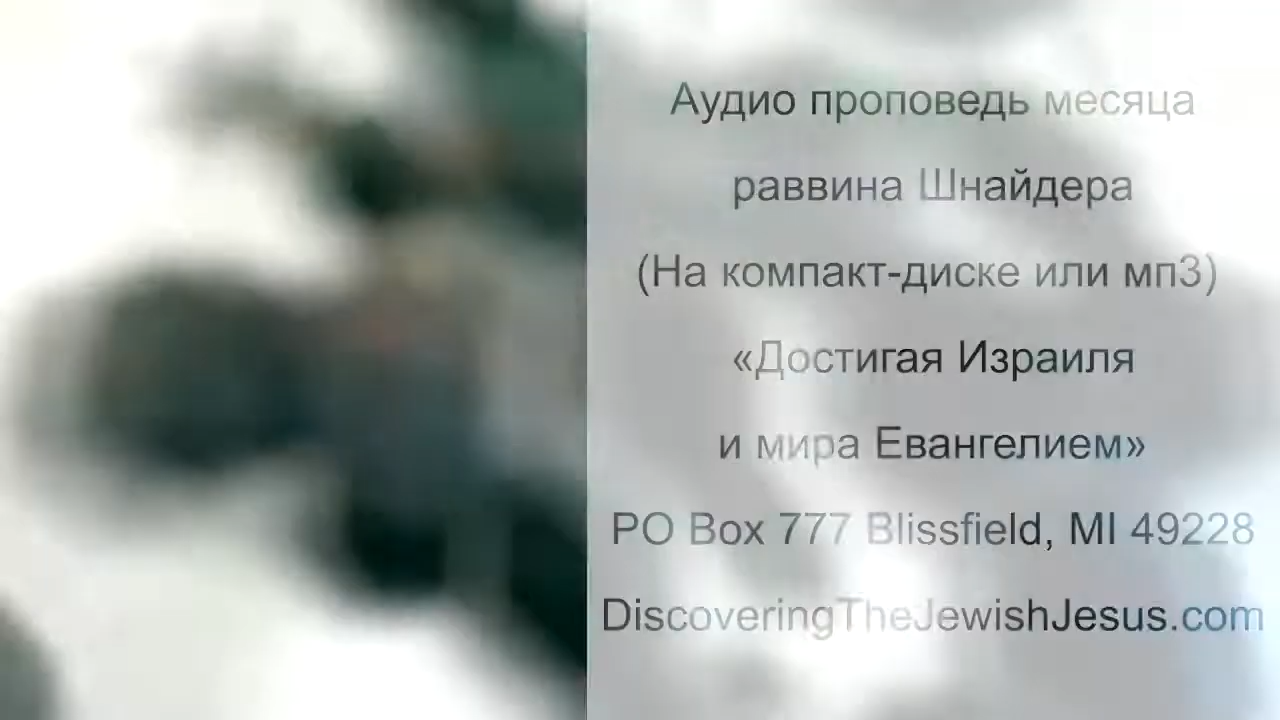 Аудио проповедь месяца
раввина Шнайдера
(На компакт-диске или мп3)
«Достигая Израиля
и мира Евангелием»
PO Box 777 Blissfield, MI 49228
DiscoveringTheJewishJesus.com